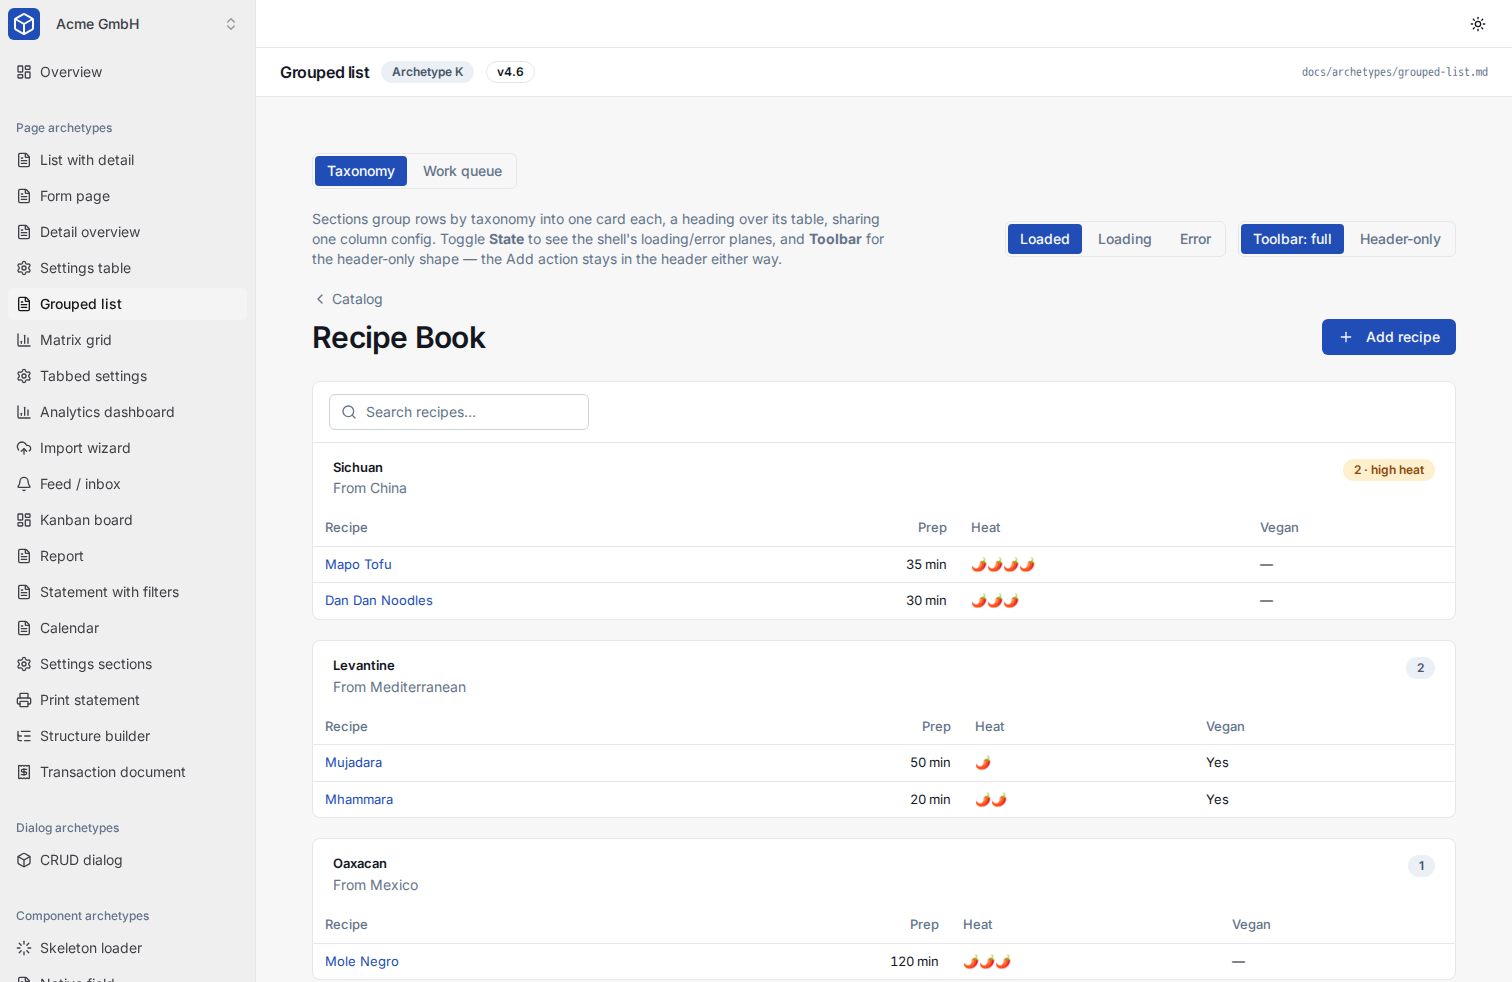 Acme GmbH
Overview
Page archetypes
List with detail
Form page
Detail overview
Settings table
Grouped list
Matrix grid
Tabbed settings
Analytics dashboard
Import wizard
Feed / inbox
Kanban board
Report
Statement with filters
Calendar
Settings sections
Print statement
Structure builder
Transaction document
Dialog archetypes
CRUD dialog
Component archetypes
Skeleton loader
Grouped list Archetype K v4.6 docs/archetypes/grouped-list.md
Taxonomy Work queue
Sections group rows by taxonomy into one card each, a heading over its table, sharing
one column config. Toggle State to see the shell's loading/error planes, and Toolbar for
the header-only shape — the Add action stays in the header either way.
Loaded Loading Error Toolbar: full Header-only
Catalog
Recipe Book
Add recipe
Search recipes...
Sichuan
From China
2 · high heat
Recipe Prep Heat Vegan
Mapo Tofu 35 min 🌶️🌶️🌶️🌶️ —
Dan Dan Noodles 30 min 🌶️🌶️🌶️ —
Levantine
From Mediterranean
2
Recipe Prep Heat Vegan
Mujadara 50 min 🌶️ Yes
Mhammara 20 min 🌶️🌶️ Yes
Oaxacan
From Mexico
1
Recipe Prep Heat Vegan
Mole Negro 120 min 🌶️🌶️🌶️ —